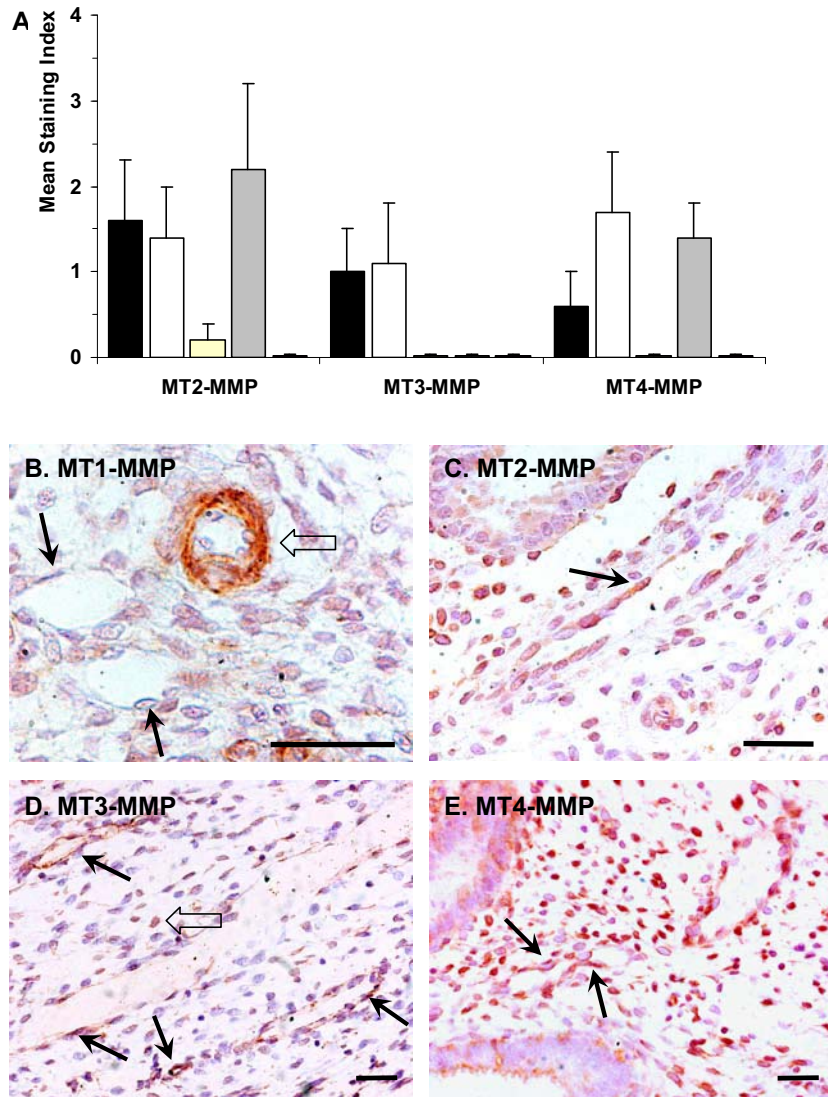 A
Mean Staining Index
4
3
2
1
0
MT2-MMP MT3-MMP MT4-MMP
B. MT1-MMP
C. MT2-MMP
D. MT3-MMP
E. MT4-MMP